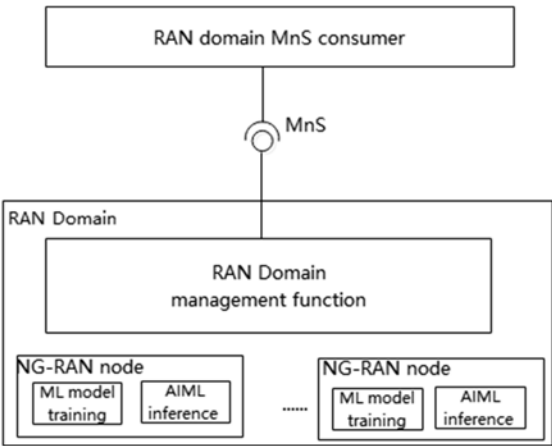 RAN domain MnS consumer
MnS
RAN Domain
RAN Domain
management function
NG-RAN node
ML model
training
AIML
inference
......
NG-RAN node
ML model
training
AIML
inference